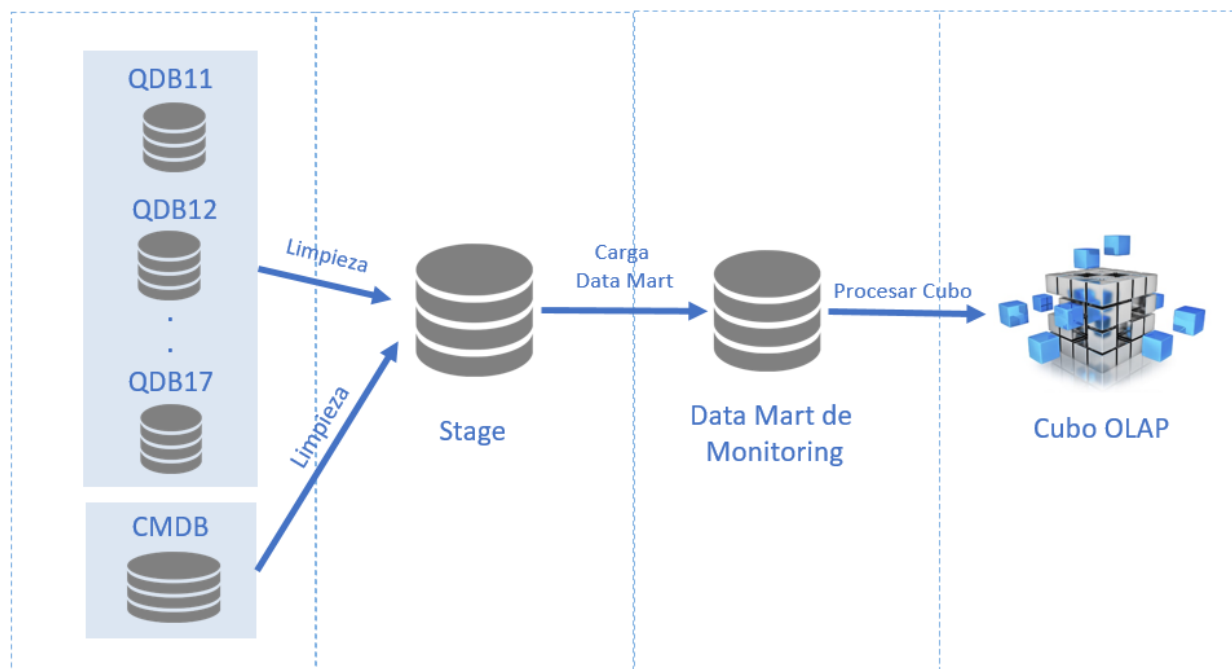 QDB11
QDB12
.
.
QDB17
CMDB
Limpieza
Limpieza
Stage
Carga
Data Mart
Data Mart de
Monitoring
Procesar Cubo
Cubo OLAP